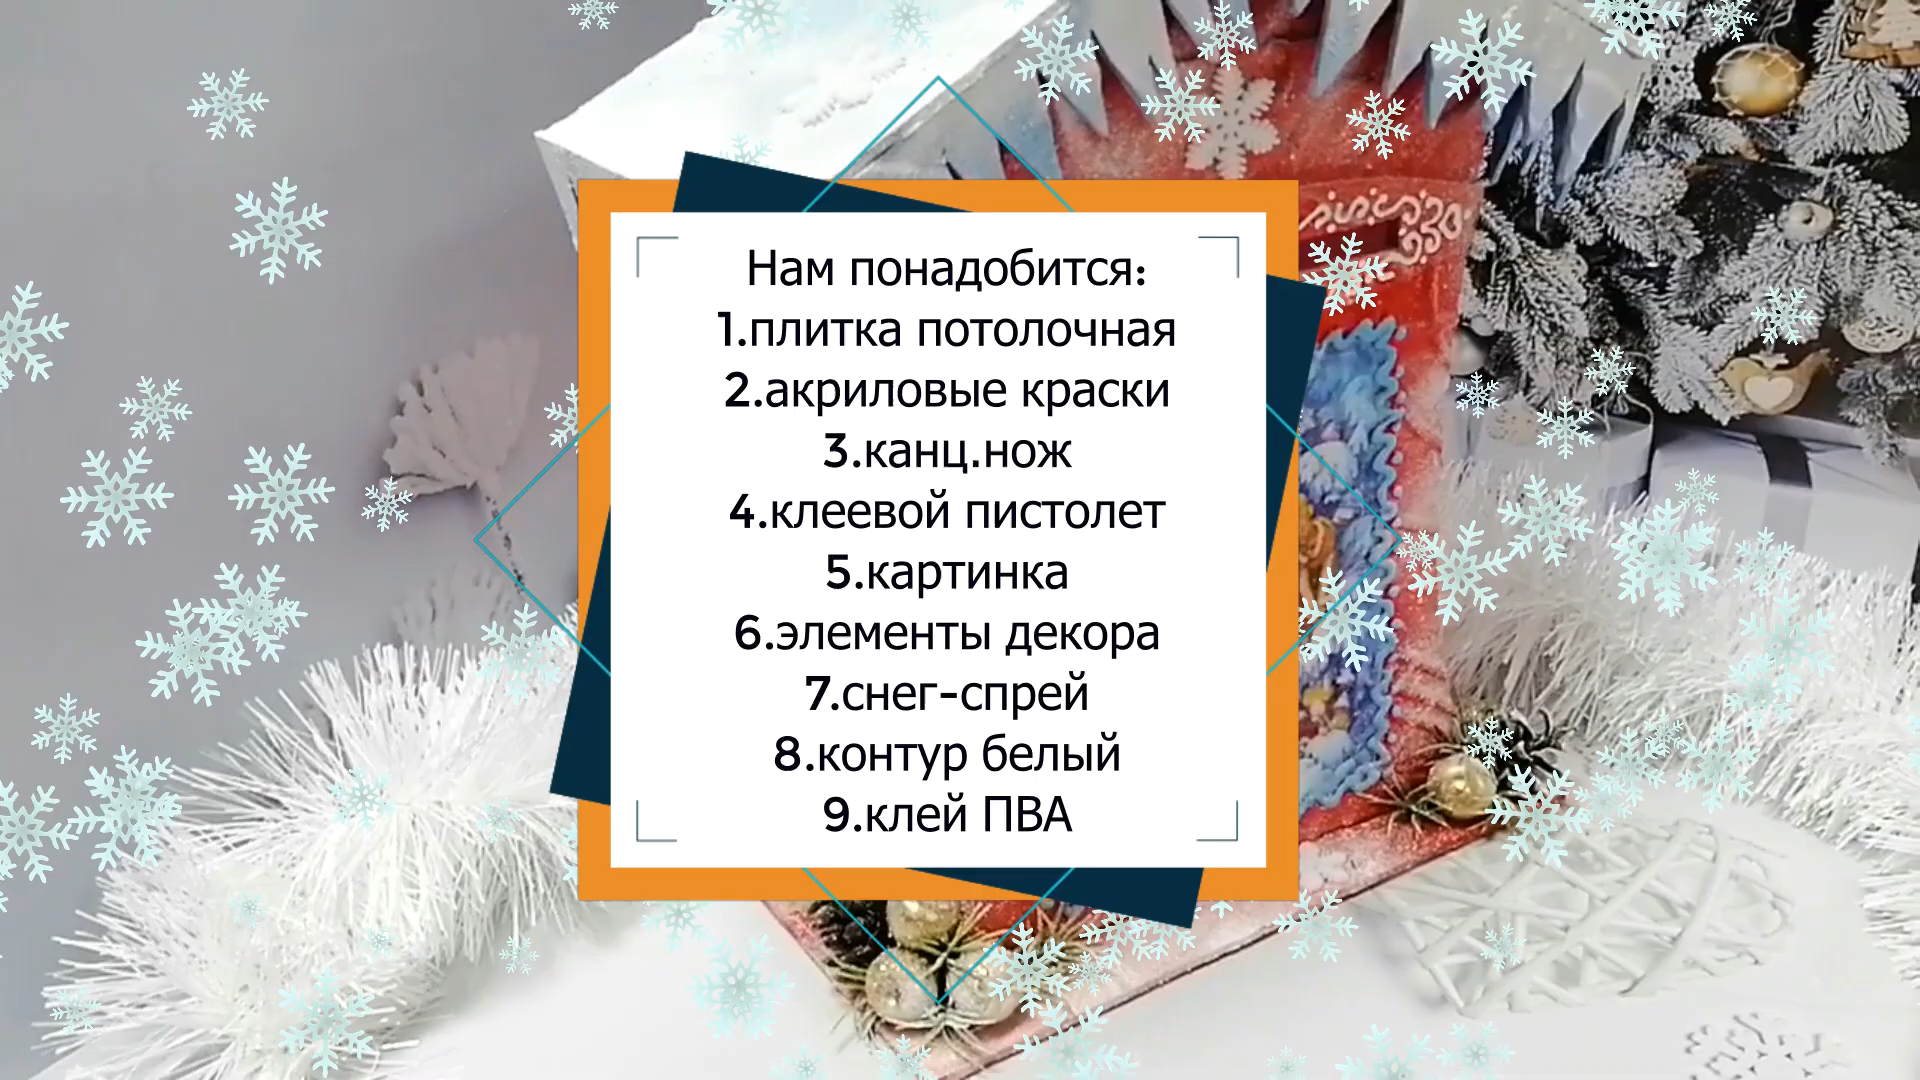 Нам понадобится:
1.плитка потолочная
2.акриловые краски
3.канц.нож
4.клеевой пистолет
5.картинка
6.элементы декора
7.снег-спрей
8.контур белый
9.клей ПВА